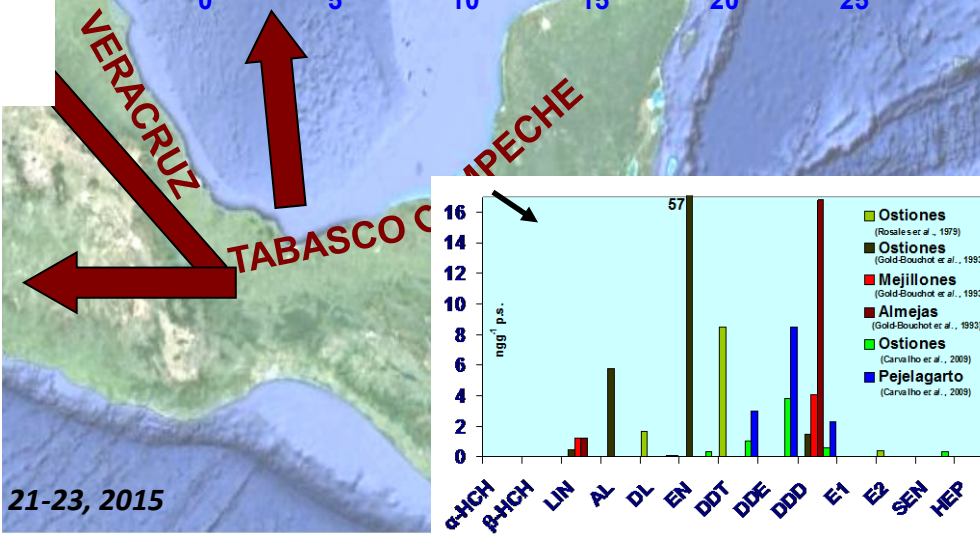 0 5 10 15 20 25
VERACRUZ
MPECHE
TABASCO C
57
16
14
12
10
8
6
4
2
0
ngg-1 p.s.
Ostiones
(Rosales et al., 1979)
Ostiones
(Gold-Bouchot et al., 1993
Mejillones
(Gold-Bouchot et al., 1993
Almejas
(Gold-Bouchot et al., 1993)
Ostiones
(Carvalho et al., 2009)
Pejelagarto
(Carvalho et al., 2009)
α-HCH β-HCH LIN AL DL EN DDT DDE DDD E1 E2 SEN HEP
21-23, 2015